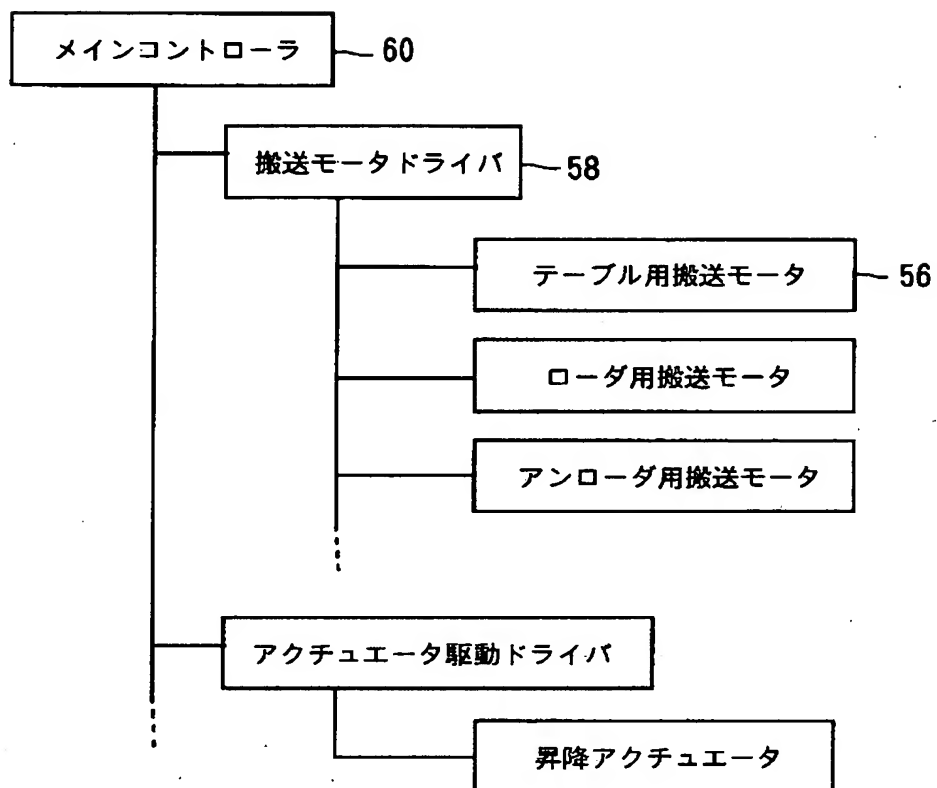 メインコントローラ 60
搬送モータドライバ 58
テーブル用搬送モータ 56
ローダ用搬送モータ
アンローダ用搬送モータ
アクチュエータ駆動ドライバ
昇降アクチュエータ